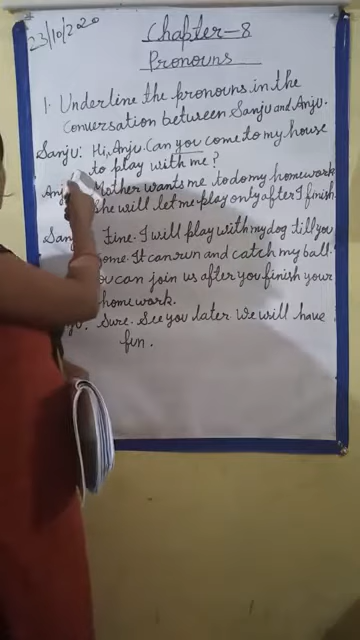 23/10/2020
Chapter-8
Pronouns
1. Underline the pronouns in the
conversation between Sanju and Anju.
Sanju: Hi, Anju. Can you come to my house
to play with me?
Mother wants me to do my homework
she will let me play only after I finish.
Fine. I will play with my dog till you
It can run and catch my ball.
can join us after you finish your
homework.
Sure. See you later We will have
fun.